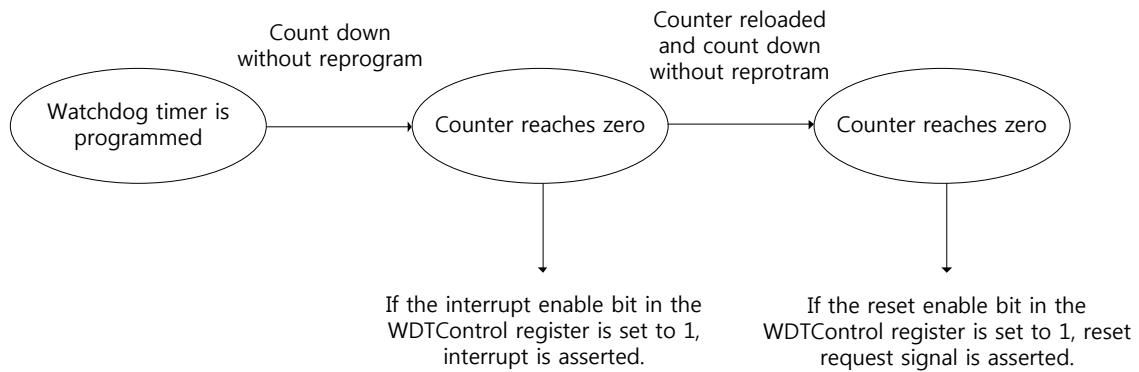 Count down
without reprogram
Counter reloaded
and count down
without reprotram
Watchdog timer is
programmed
Counter reaches zero
Counter reaches zero
If the interrupt enable bit in the
WDTControl register is set to 1,
interrupt is asserted.
If the reset enable bit in the
WDTControl register is set to 1, reset
request signal is asserted.